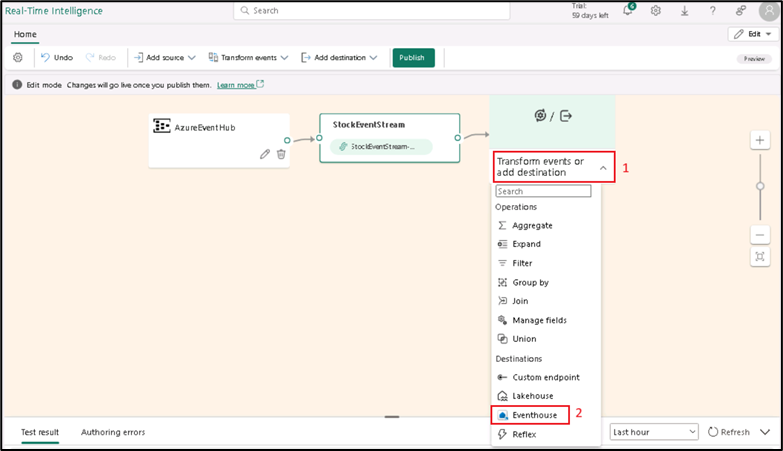 Real-Time Intelligence
Search
Trial:
59 days left
6
?
Home
Edit
Undo
Redo
Add source
Transform events
Add destination
Publish
Preview
Edit mode Changes will go live once you publish them. Learn more
AzureEventHub
StockEventStream
StockEventStream-...
/
Transform events or
add destination
1
Search
Operations
Aggregate
Expand
Filter
Group by
Join
Manage fields
Union
Destinations
Custom endpoint
Lakehouse
Eventhouse
2
Reflex
Test result
Authoring errors
Last hour
Refresh